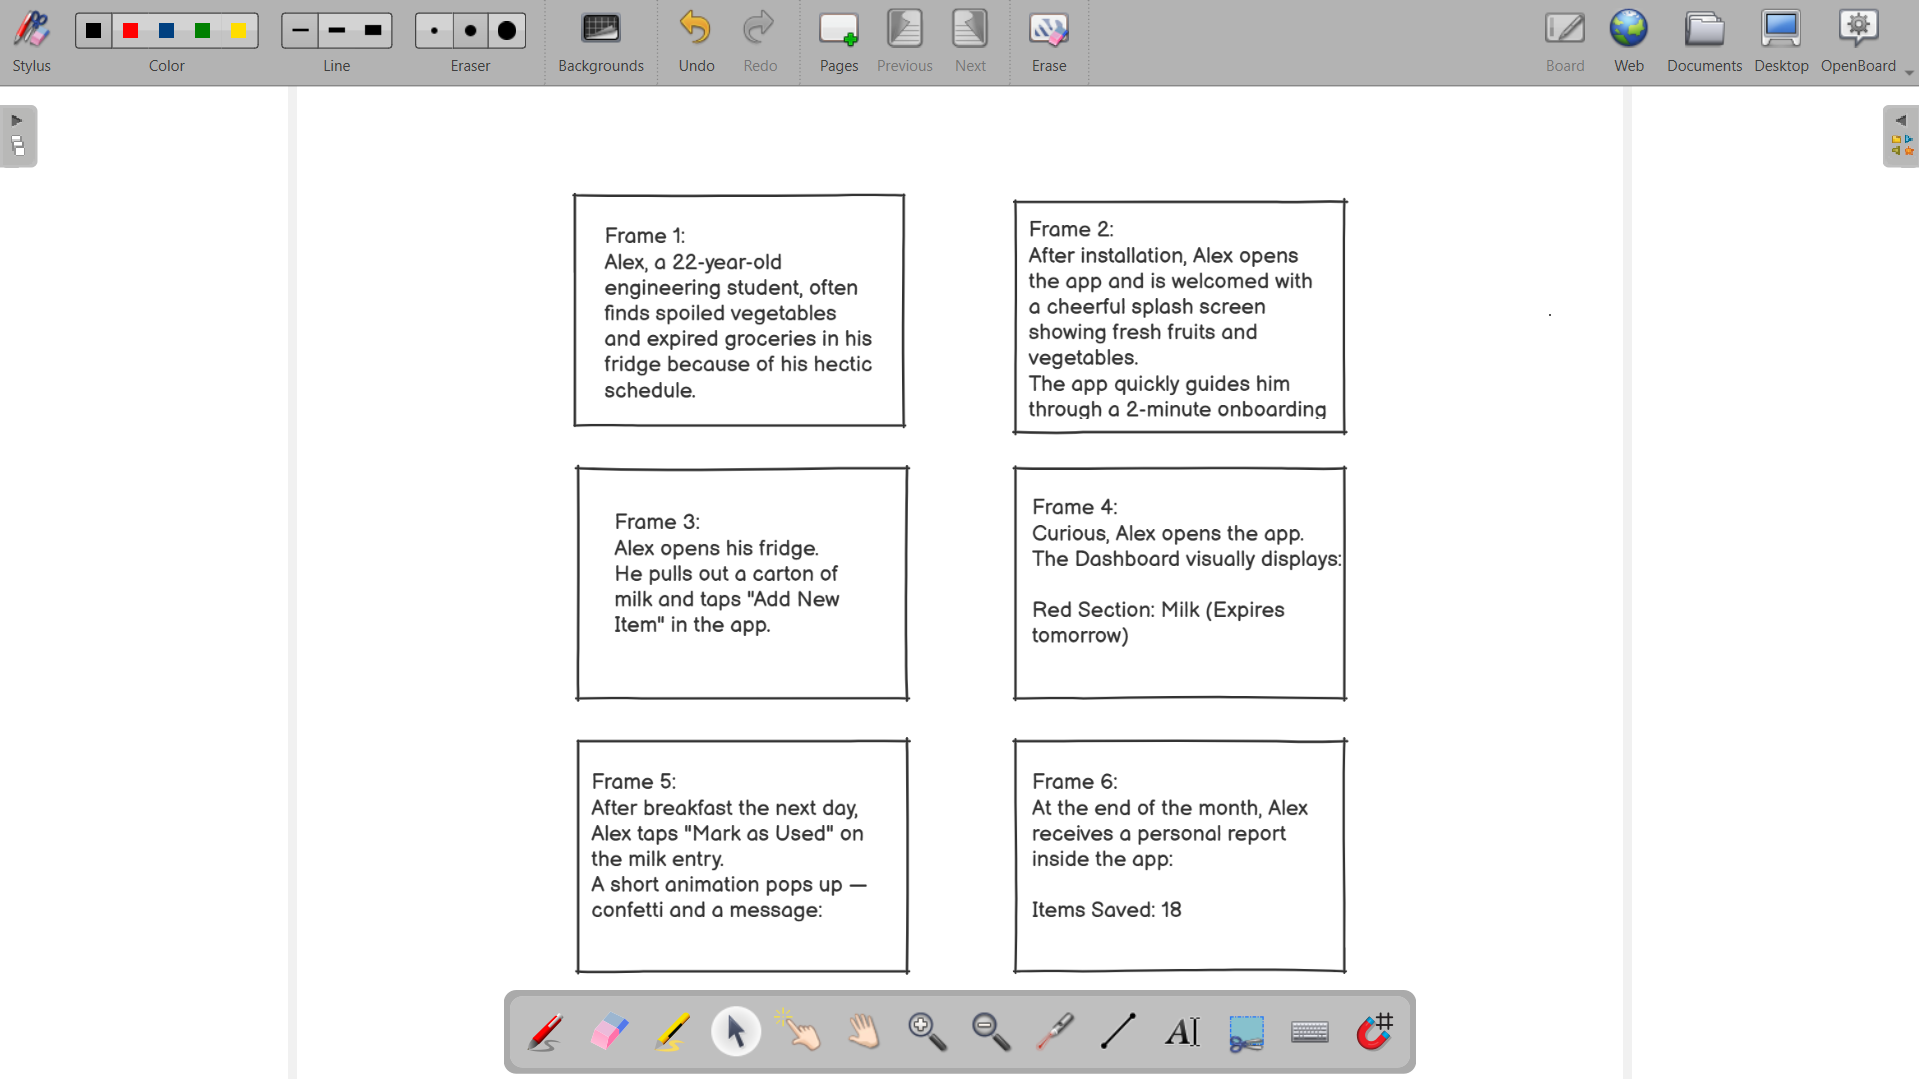 Stylus
Color
Line
Eraser
Backgrounds
Undo
Redo
Pages
Previous
Next
Erase
Board
Web
Documents
Desktop
OpenBoard
Frame 1:
Alex, a 22-year-old
engineering student, often
finds spoiled vegetables
and expired groceries in his
fridge because of his hectic
schedule.
Frame 2:
After installation, Alex opens
the app and is welcomed with
a cheerful splash screen
showing fresh fruits and
vegetables.
The app quickly guides him
through a 2-minute onboarding
Frame 3:
Alex opens his fridge.
He pulls out a carton of
milk and taps "Add New
Item" in the app.
Frame 4:
Curious, Alex opens the app.
The Dashboard visually displays:
Red Section: Milk (Expires
tomorrow)
Frame 5:
After breakfast the next day,
Alex taps "Mark as Used" on
the milk entry.
A short animation pops up —
confetti and a message:
Frame 6:
At the end of the month, Alex
receives a personal report
inside the app:
Items Saved: 18
AI